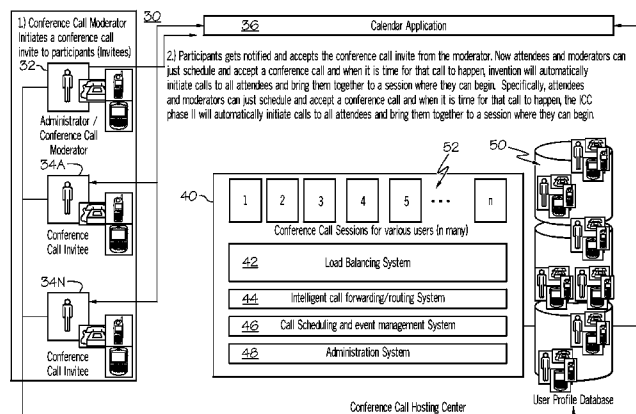 1.) Conference Call Moderator
Initiates a conference call
invite to participants (Invitees)
30
36 Calendar Application
2.) Participants gets notified and accepts the conference call invite from the moderator. Now attendees and moderators can
just schedule and accept a conference call and when it is time for that call to happen, invention will automatically
initiate calls to all attendees and bring them together to a session where they can begin. Specifically, attendees
and moderators can just schedule and accept a conference call and when it is time for that call to happen, the ICC
phase II will automatically initiate calls to all attendees and bring them together to a session where they can begin.
32
Administrator /
Conference Call
Moderator
34A
Conference
Call Invitee
34N
Conference
Call Invitee
40
52
50
1 2 3 4 5 ••• n
Conference Call Sessions for various users (n many)
42 Load Balancing System
44 Intelligent call forwarding/routing System
46 Call Scheduling and event management System
48 Administration System
User Profile Database
Conference Call Hosting Center